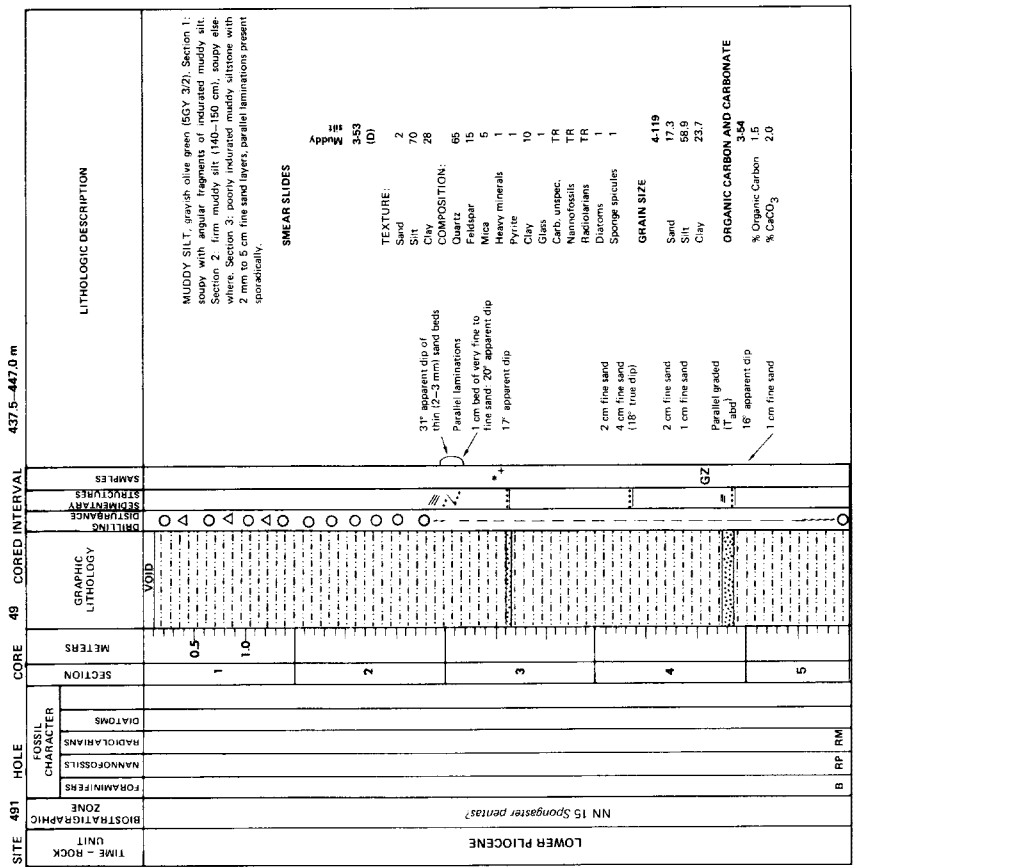 SITE 491 HOLE CORE 49 CORED INTERVAL 437.5–447.0 m
TIME – ROCK
UNIT
BIOSTRATIGRAPHIC
ZONE
FOSSIL
CHARACTER
FORAMINIFERS
NANNOFOSSILS
RADIOLARIANS
DIATOMS
SECTION
METERS
GRAPHIC
LITHOLOGY
DRILLING
DISTURBANCE
SEDIMENTARY
STRUCTURES
SAMPLES
LITHOLOGIC DESCRIPTION
LOWER PLIOCENE
NN 15 Spongaster pentas?
B
RP
RM
1
2
3
4
5
0.5
1.0
VOID
*
+
GZ
31° apparent dip of
thin (2–3 mm) sand beds
Parallel laminations
1 cm bed of very fine to
fine sand: 20° apparent dip
17° apparent dip
2 cm fine sand
4 cm fine sand
(18° true dip)
2 cm fine sand
1 cm fine sand
Parallel graded
(Tabd)
16° apparent dip
1 cm fine sand
MUDDY SILT, grayish olive green (5GY 3/2). Section 1:
soupy with angular fragments of indurated muddy silt.
Section 2: firm muddy silt (140–150 cm), soupy else-
where. Section 3: poorly indurated muddy siltstone with
2 mm to 5 cm fine sand layers, parallel laminations present
sporadically.
SMEAR SLIDES
Muddy
silt
3-53
(D)
TEXTURE:
Sand 2
Silt 70
Clay 28
COMPOSITION:
Quartz 65
Feldspar 15
Mica 5
Heavy minerals 1
Pyrite 1
Clay 10
Glass 1
Carb. unspec. TR
Nannofossils TR
Radiolarians TR
Diatoms 1
Sponge spicules 1
GRAIN SIZE
4-119
Sand 17.3
Silt 58.9
Clay 23.7
ORGANIC CARBON AND CARBONATE
3-54
% Organic Carbon 1.5
% CaCO3 2.0